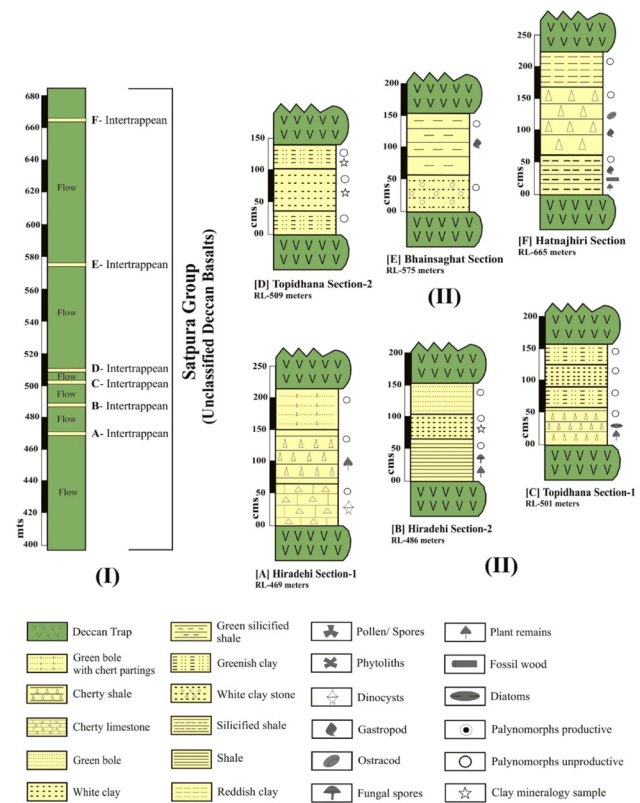 680
660
640
620
600
580
560
540
520
500
480
460
440
420
400
mts
Flow
F- Intertrappean
Flow
E- Intertrappean
Flow
D- Intertrappean
Flow
C- Intertrappean
Flow
B- Intertrappean
Flow
A- Intertrappean
Flow
(I)
Satpura Group
(Unclassified Deccan Basalts)
150
100
50
00
cms
[D] Topidhana Section-2
RL-509 meters
200
150
100
50
00
cms
[E] Bhainsaghat Section
RL-575 meters
250
200
150
100
50
00
cms
[F] Hatnajhiri Section
RL-665 meters
(II)
250
200
150
100
50
00
cms
[A] Hiradehi Section-1
RL-469 meters
200
150
100
50
00
cms
[B] Hiradehi Section-2
RL-486 meters
200
150
100
50
00
cms
[C] Topidhana Section-1
RL-501 meters
(II)
Deccan Trap
Green bole
with chert partings
Cherty shale
Cherty limestone
Green bole
White clay
Green silicified
shale
Greenish clay
White clay stone
Silicified shale
Shale
Reddish clay
Pollen/ Spores
Phytoliths
Dinocysts
Gastropod
Ostracod
Fungal spores
Plant remains
Fossil wood
Diatoms
Palynomorphs productive
Palynomorphs unproductive
Clay mineralogy sample